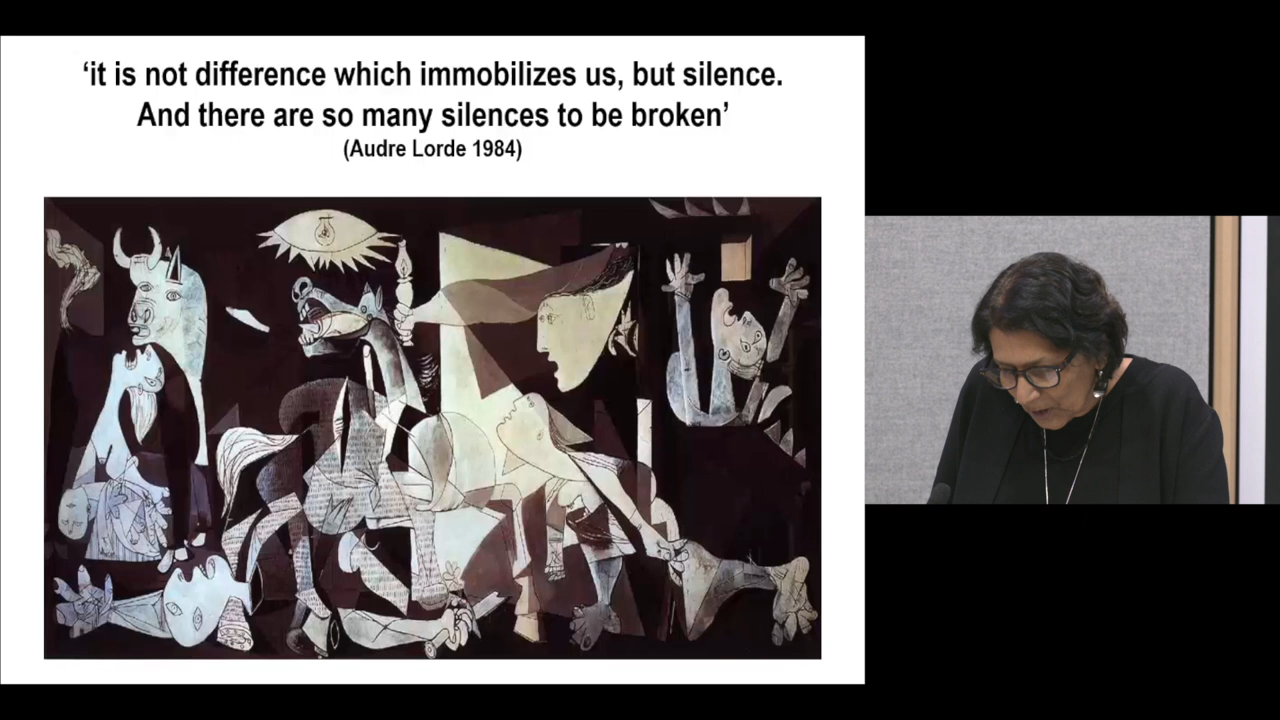 ‘it is not difference which immobilizes us, but silence.
And there are so many silences to be broken’
(Audre Lorde 1984)